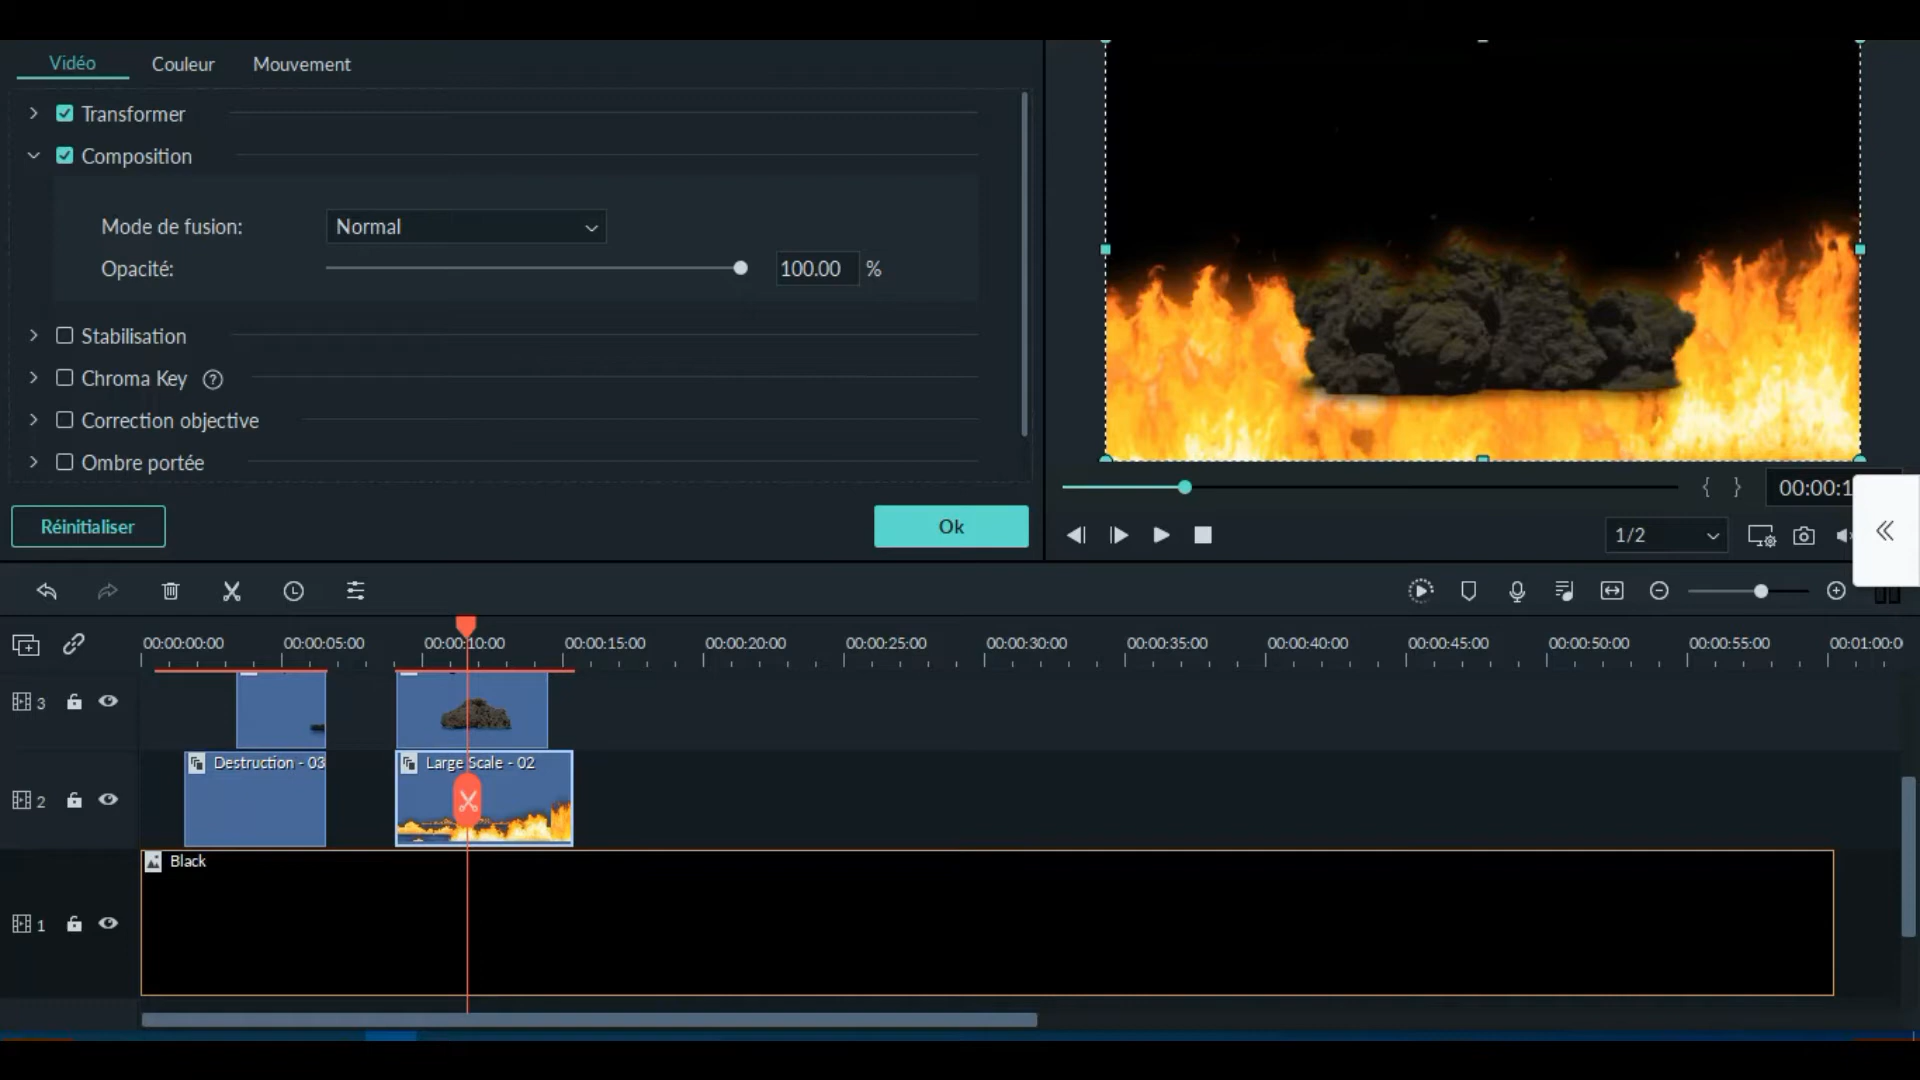 Vidéo Couleur Mouvement
Transformer
Composition
Mode de fusion: Normal
Opacité: 100.00 %
Stabilisation
Chroma Key ?
Correction objective
Ombre portée
Réinitialiser Ok
{ } 00:00:1
1/2
00:00:00:00 00:00:05:00 00:00:10:00 00:00:15:00 00:00:20:00 00:00:25:00 00:00:30:00 00:00:35:00 00:00:40:00 00:00:45:00 00:00:50:00 00:00:55:00 00:01:00:0
3
Destruction - 03 Large Scale - 02
2
Black
1